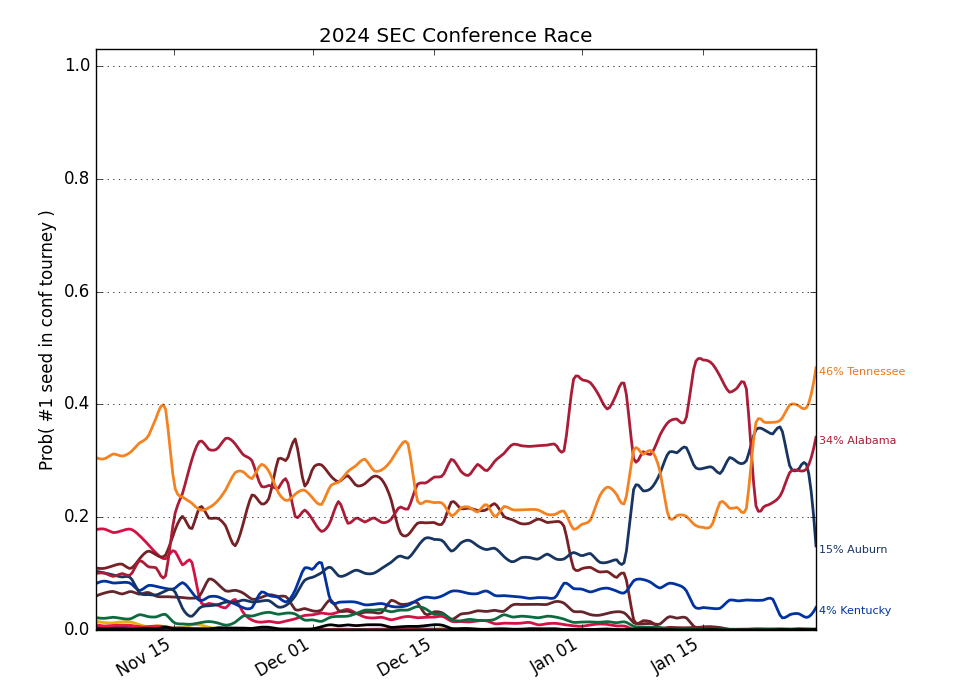 2024 SEC Conference Race
Prob( #1 seed in conf tourney )
1.0
0.8
0.6
0.4
0.2
0.0
Nov 15
Dec 01
Dec 15
Jan 01
Jan 15
46% Tennessee
34% Alabama
15% Auburn
4% Kentucky